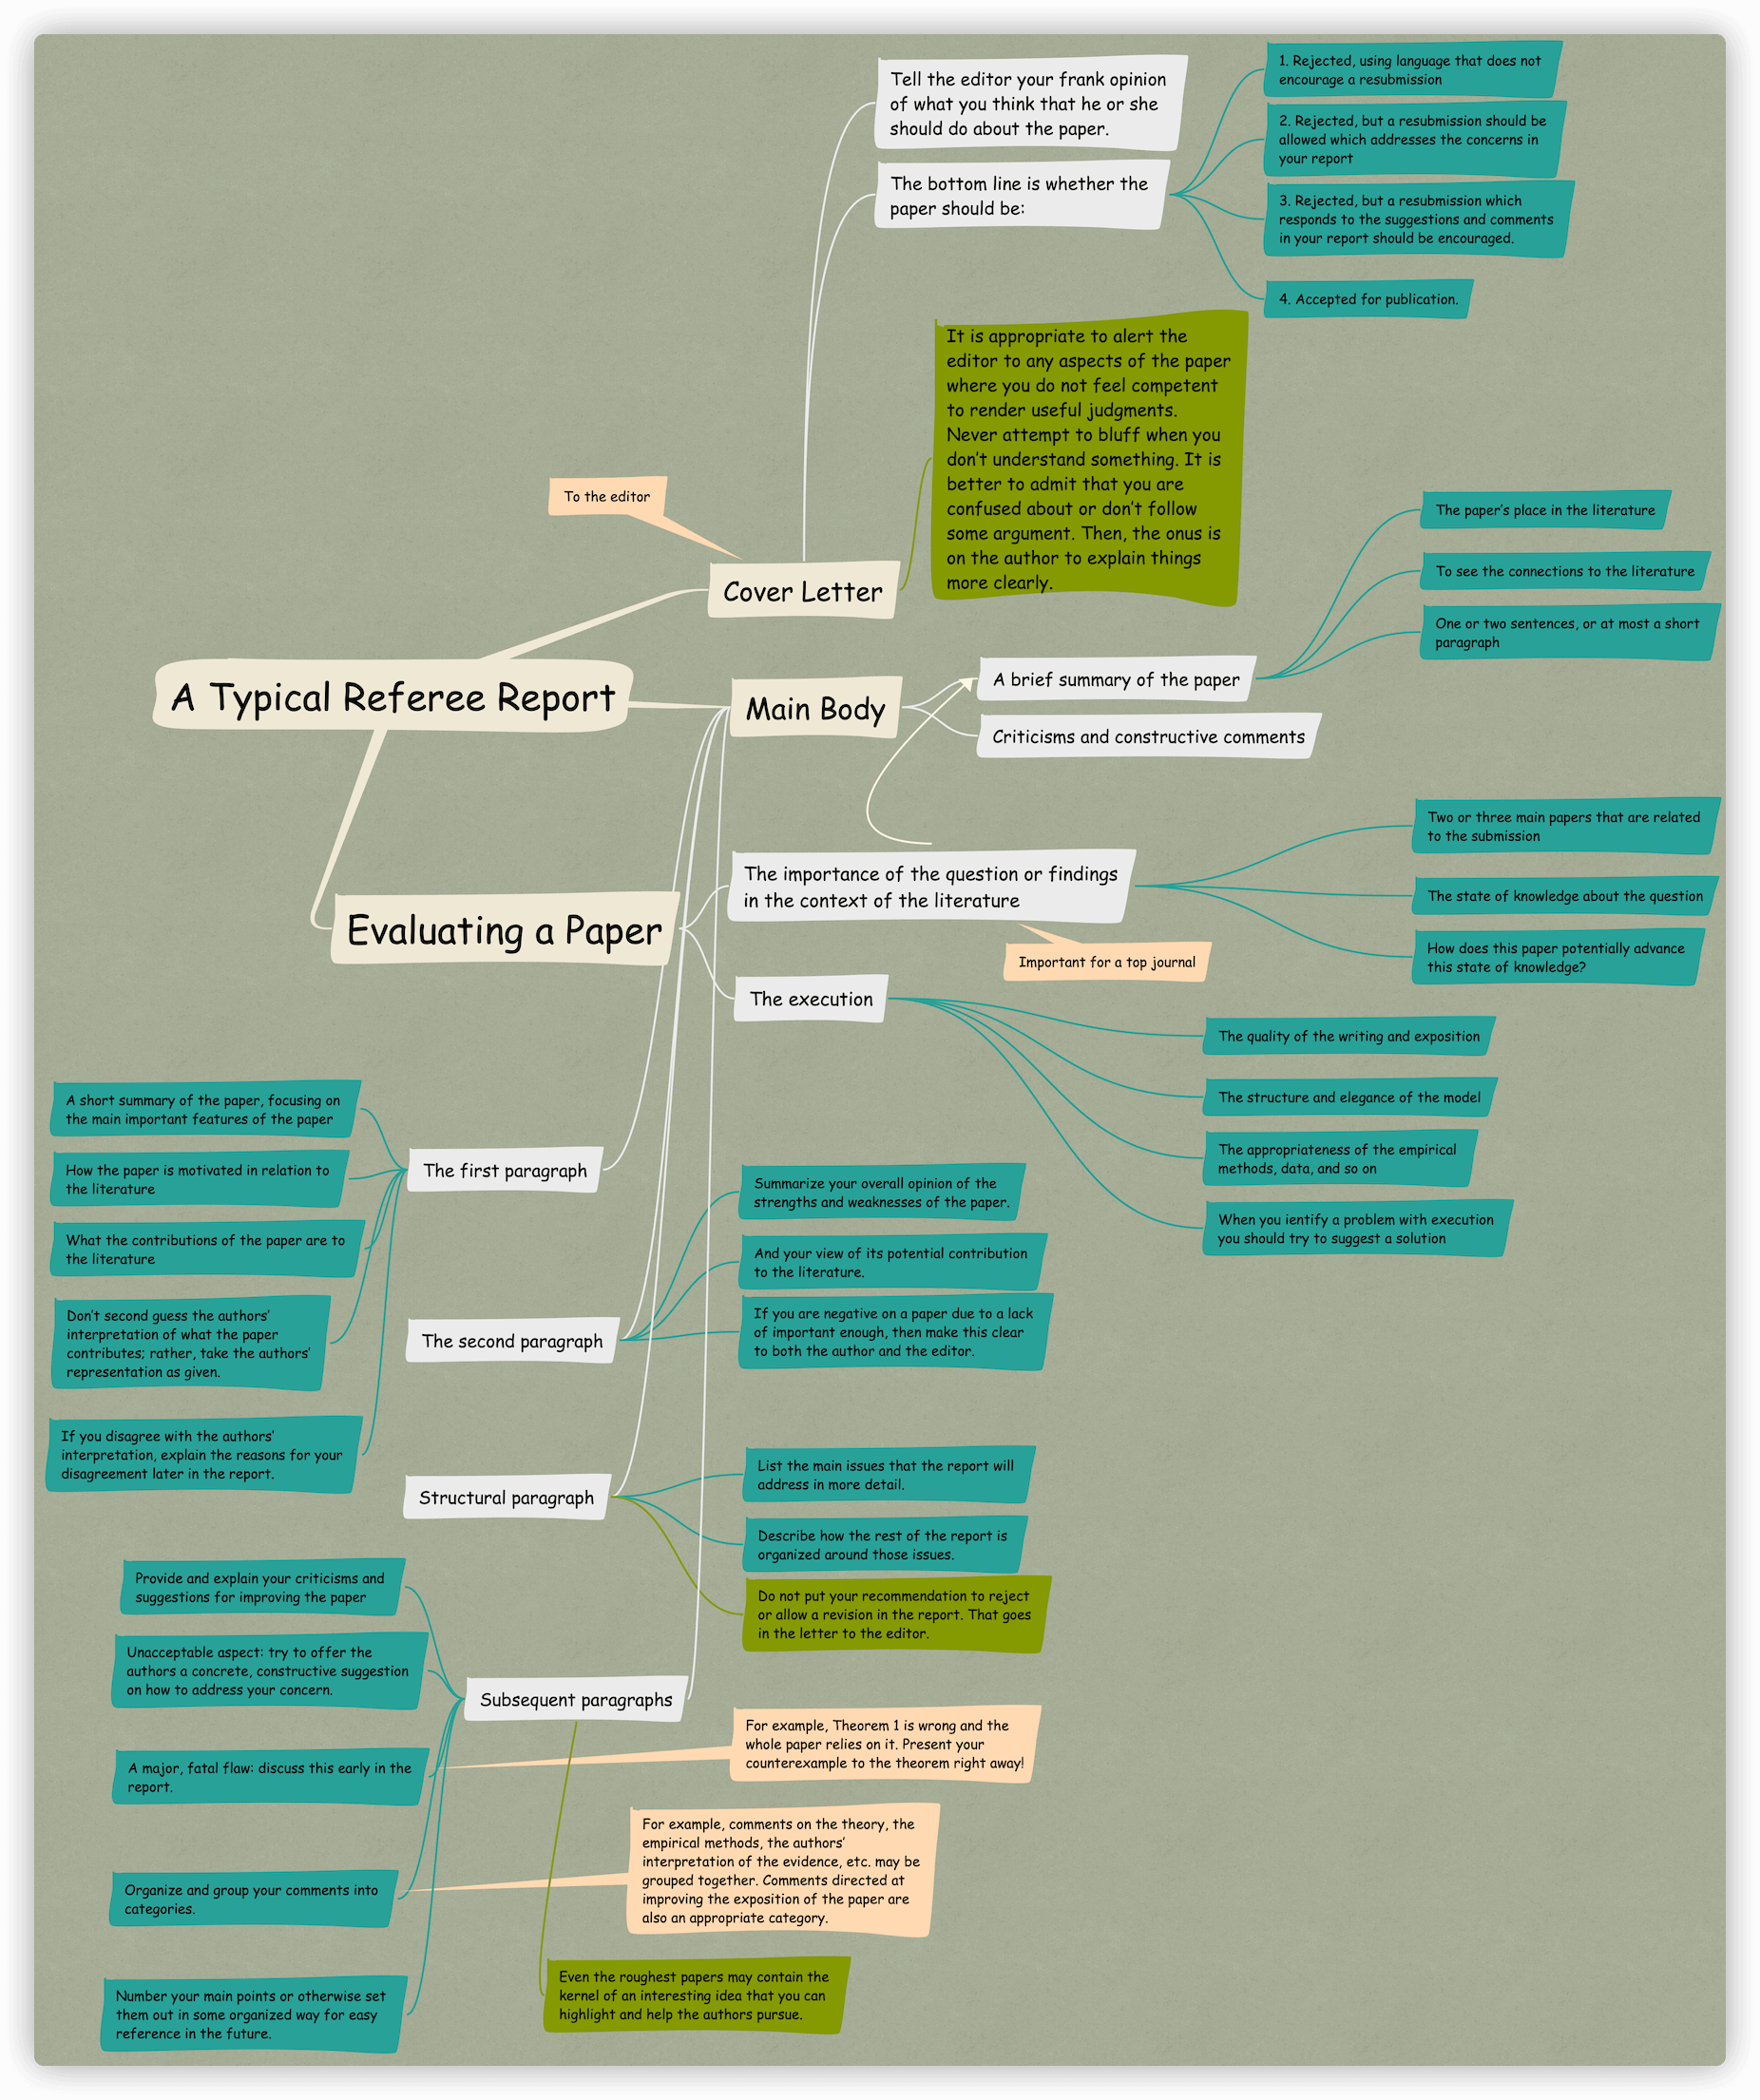 A Typical Referee Report
To the editor
Cover Letter
Tell the editor your frank opinion
of what you think that he or she
should do about the paper.
The bottom line is whether the
paper should be:
1. Rejected, using language that does not
encourage a resubmission
2. Rejected, but a resubmission should be
allowed which addresses the concerns in
your report
3. Rejected, but a resubmission which
responds to the suggestions and comments
in your report should be encouraged.
4. Accepted for publication.
It is appropriate to alert the
editor to any aspects of the paper
where you do not feel competent
to render useful judgments.
Never attempt to bluff when you
don't understand something. It is
better to admit that you are
confused about or don't follow
some argument. Then, the onus is
on the author to explain things
more clearly.
Main Body
A brief summary of the paper
The paper's place in the literature
To see the connections to the literature
One or two sentences, or at most a short
paragraph
Criticisms and constructive comments
Evaluating a Paper
The importance of the question or findings
in the context of the literature
Important for a top journal
Two or three main papers that are related
to the submission
The state of knowledge about the question
How does this paper potentially advance
this state of knowledge?
The execution
The quality of the writing and exposition
The structure and elegance of the model
The appropriateness of the empirical
methods, data, and so on
When you ientify a problem with execution
you should try to suggest a solution
The first paragraph
A short summary of the paper, focusing on
the main important features of the paper
How the paper is motivated in relation to
the literature
What the contributions of the paper are to
the literature
Don't second guess the authors'
interpretation of what the paper
contributes; rather, take the authors'
representation as given.
If you disagree with the authors'
interpretation, explain the reasons for your
disagreement later in the report.
The second paragraph
Summarize your overall opinion of the
strengths and weaknesses of the paper.
And your view of its potential contribution
to the literature.
If you are negative on a paper due to a lack
of important enough, then make this clear
to both the author and the editor.
Structural paragraph
List the main issues that the report will
address in more detail.
Describe how the rest of the report is
organized around those issues.
Do not put your recommendation to reject
or allow a revision in the report. That goes
in the letter to the editor.
Subsequent paragraphs
Provide and explain your criticisms and
suggestions for improving the paper
Unacceptable aspect: try to offer the
authors a concrete, constructive suggestion
on how to address your concern.
A major, fatal flaw: discuss this early in the
report.
For example, Theorem 1 is wrong and the
whole paper relies on it. Present your
counterexample to the theorem right away!
Organize and group your comments into
categories.
For example, comments on the theory, the
empirical methods, the authors'
interpretation of the evidence, etc. may be
grouped together. Comments directed at
improving the exposition of the paper are
also an appropriate category.
Number your main points or otherwise set
them out in some organized way for easy
reference in the future.
Even the roughest papers may contain the
kernel of an interesting idea that you can
highlight and help the authors pursue.